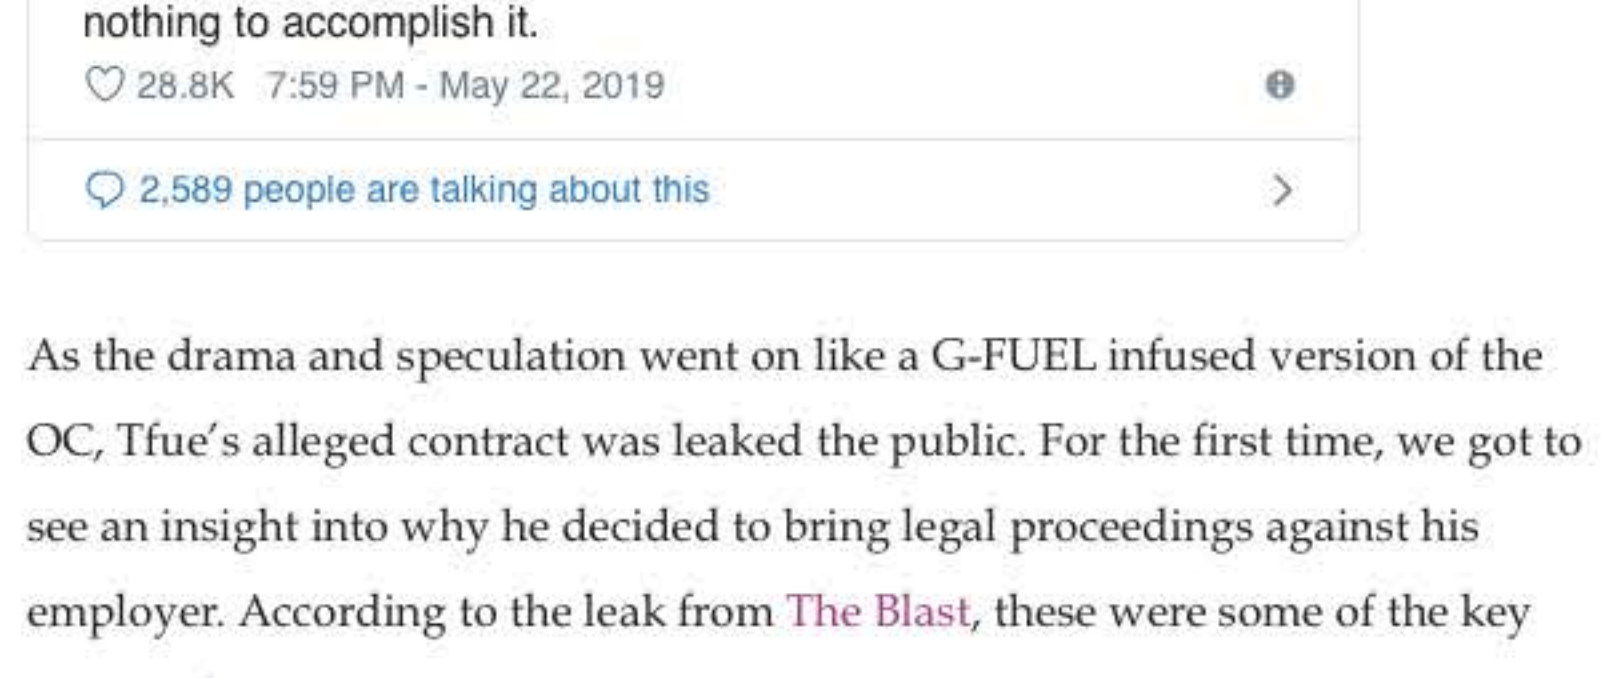 nothing to accomplish it.
28.8K 7:59 PM - May 22, 2019
2,589 people are talking about this
As the drama and speculation went on like a G-FUEL infused version of the
OC, Tfue's alleged contract was leaked the public. For the first time, we got to
see an insight into why he decided to bring legal proceedings against his
employer. According to the leak from The Blast, these were some of the key